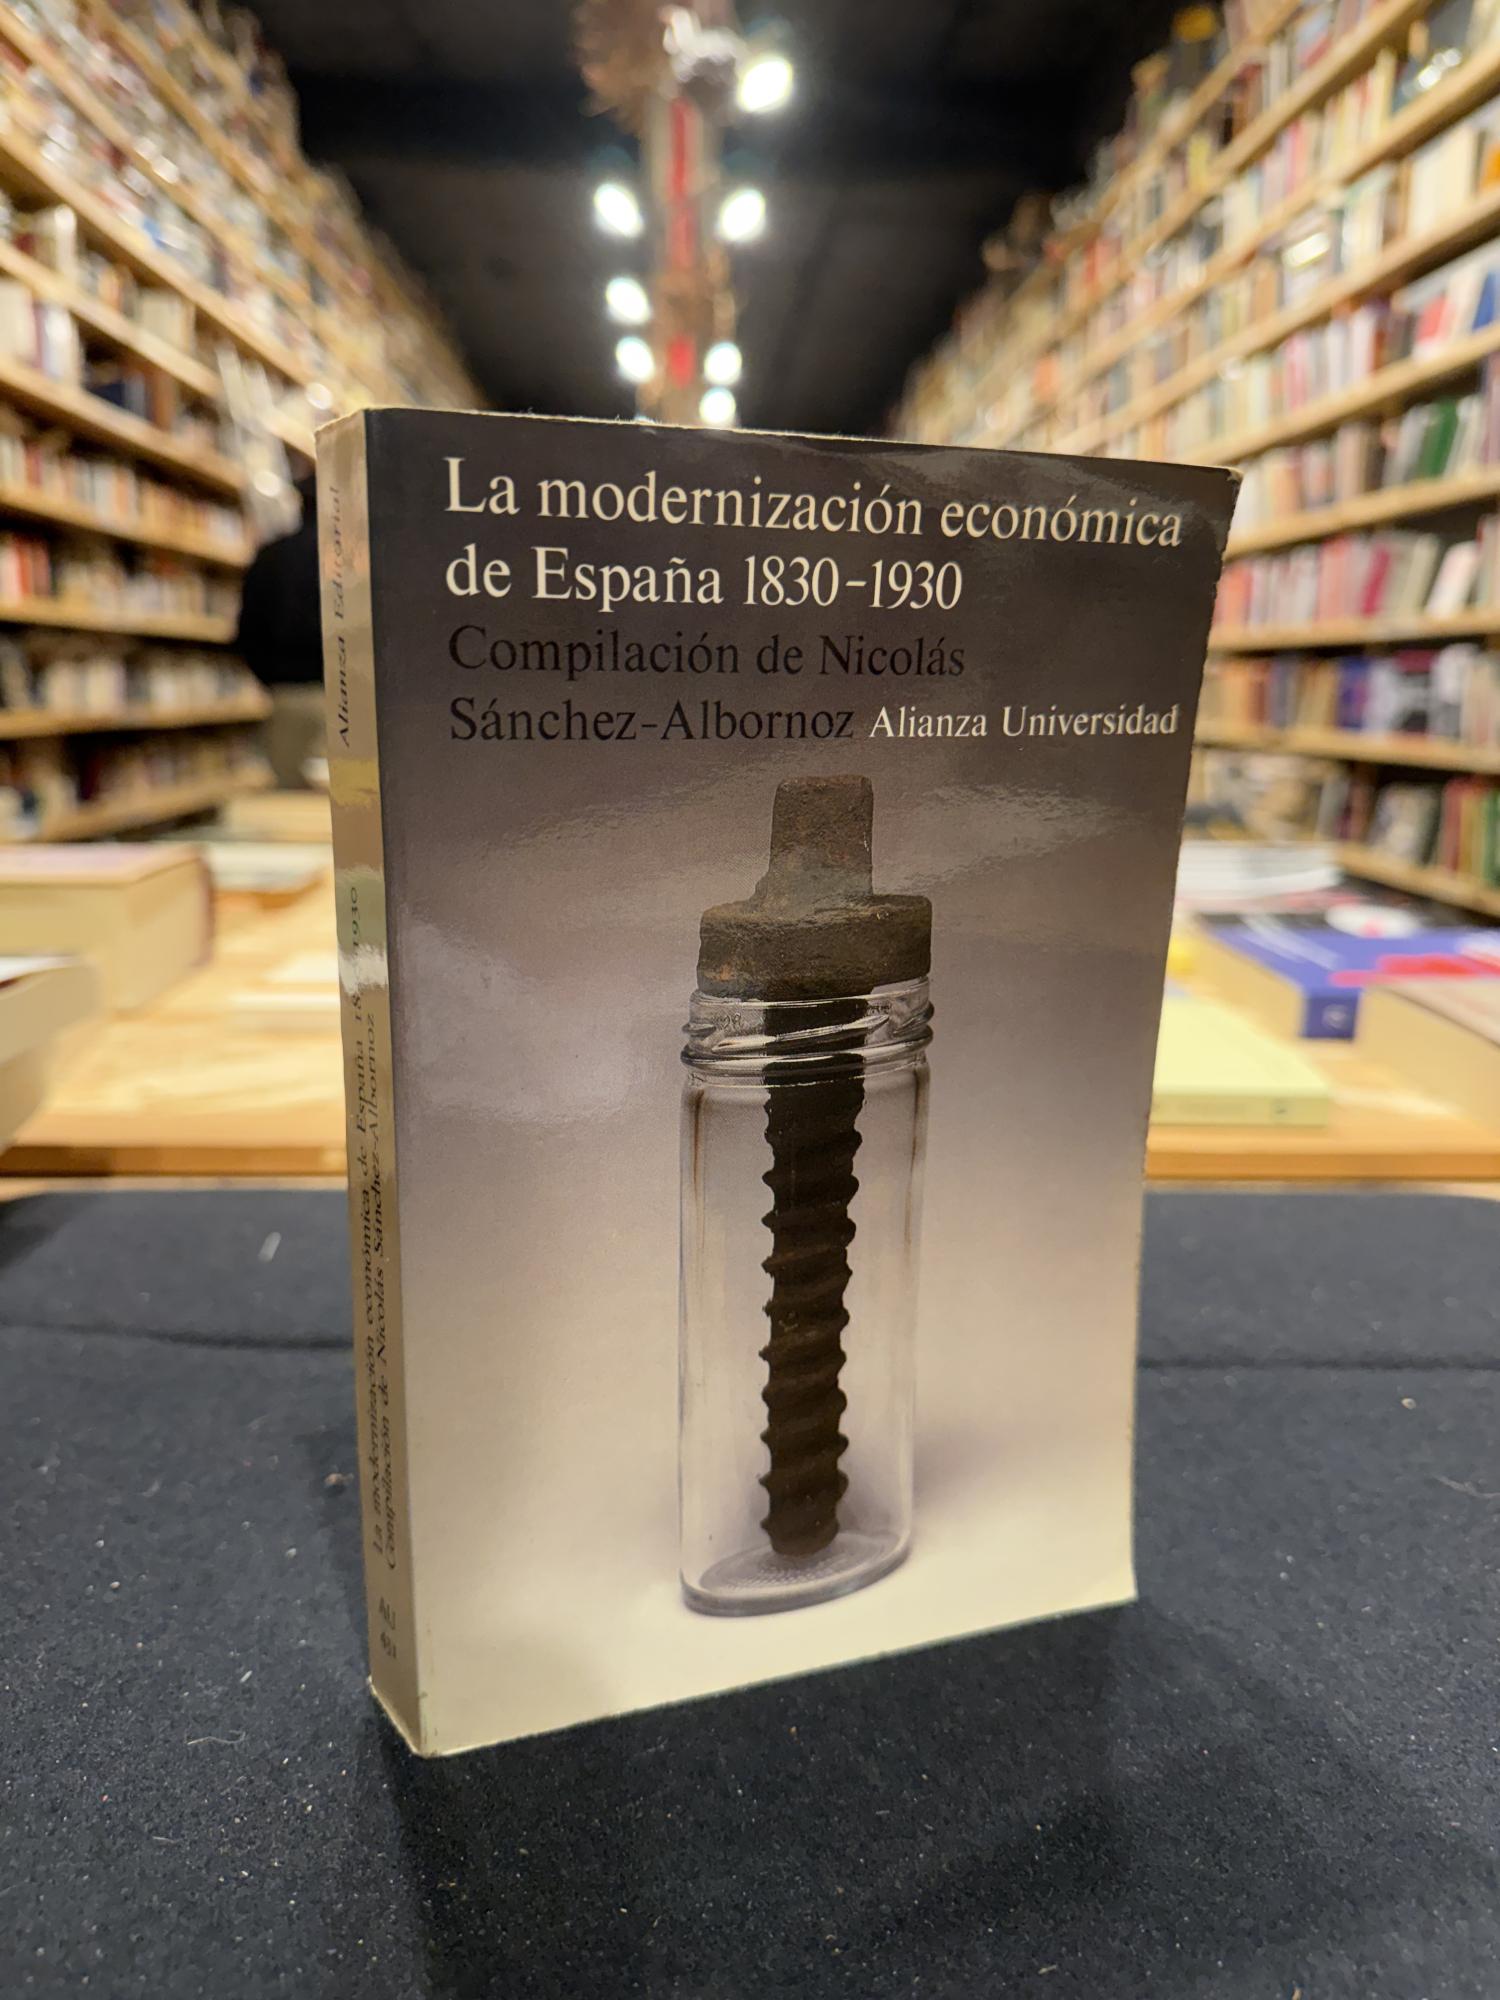 La modernización económica
de España 1830-1930
Compilación de Nicolás
Sánchez-Albornoz Alianza Universidad
Alianza Editorial
La modernización económica de España 18 1930
Compilación de Nicolás Sánchez-Albornoz
AU